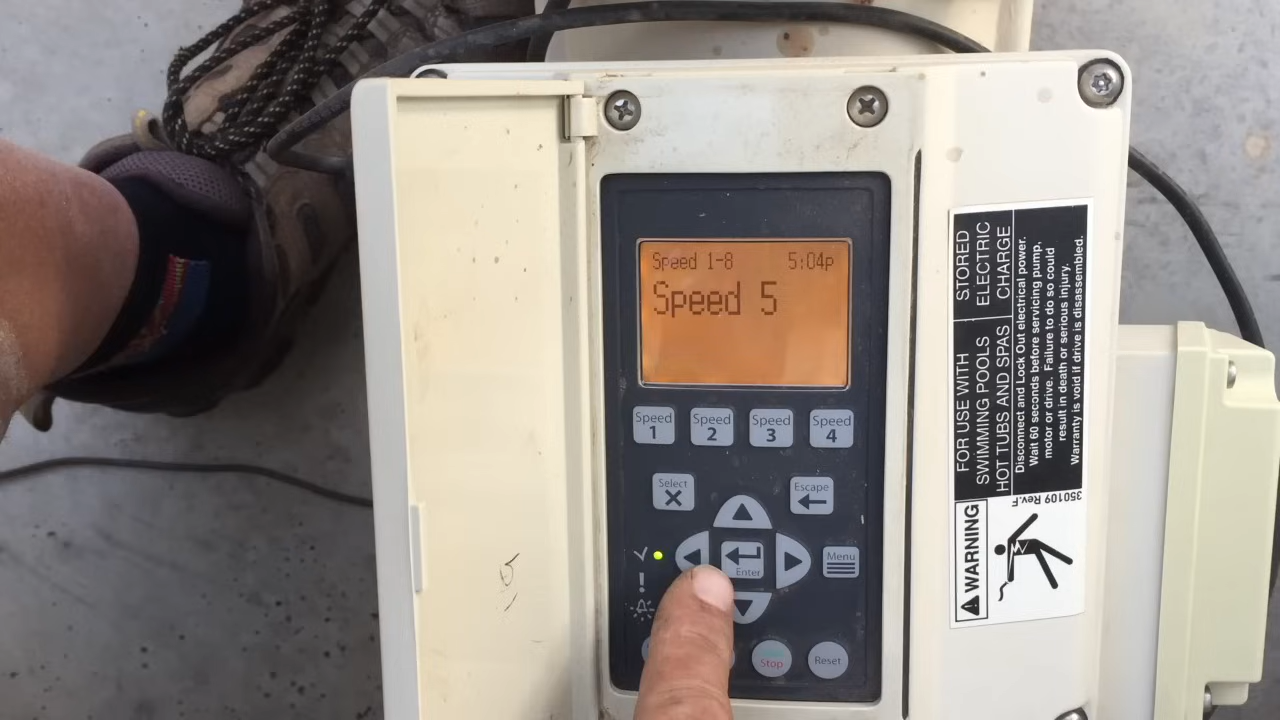 Speed 1-8 5:04p
Speed 5
Speed 1
Speed 2
Speed 3
Speed 4
Select
Escape
Enter
Menu
Stop
Reset
FOR USE WITH
SWIMMING POOLS
HOT TUBS AND SPAS
STORED
ELECTRIC
CHARGE
Disconnect and Lock Out electrical power.
Wait 60 seconds before servicing pump,
motor or drive. Failure to do so could
result in death or serious injury.
Warranty is void if drive is disassembled.
WARNING
350109 Rev.F